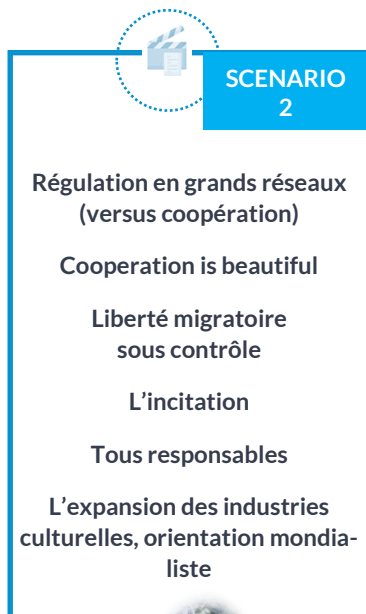 SCENARIO
2
Régulation en grands réseaux
(versus coopération)
Cooperation is beautiful
Liberté migratoire
sous contrôle
L'incitation
Tous responsables
L'expansion des industries
culturelles, orientation mondia-
liste